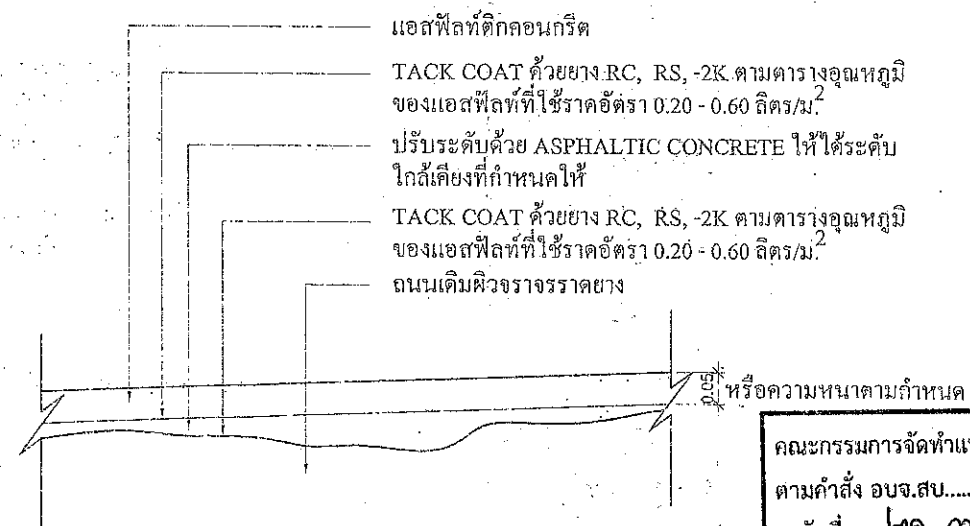 แอสฟัลท์ติกคอนกรีต
TACK COAT ด้วยยาง RC, RS, -2K ตามตารางอุณหภูมิ
ของแอสฟัลท์ที่ใช้ราดอัตรา 0.20 - 0.60 ลิตร/ม.²
ปรับระดับด้วย ASPHALTIC CONCRETE ให้ได้ระดับ
ใกล้เคียงที่กำหนดให้
TACK COAT ด้วยยาง RC, RS, -2K ตามตารางอุณหภูมิ
ของแอสฟัลท์ที่ใช้ราดอัตรา 0.20 - 0.60 ลิตร/ม.²
ถนนเดิมผิวจราจรราดยาง
0.05
หรือความหนาตามกำหนด
คณะกรรมการจัดทำแ
ตามคำสั่ง อบจ.สบ.....